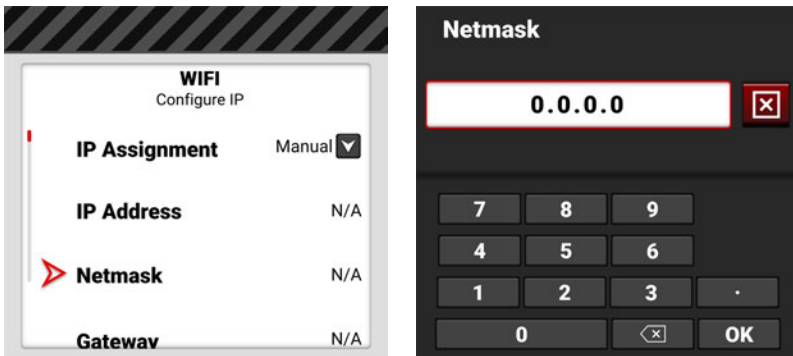 WIFI
Configure IP
IP Assignment Manual
IP Address N/A
Netmask N/A
Gateway N/A
Netmask
0.0.0.0
7 8 9
4 5 6
1 2 3 .
0 OK